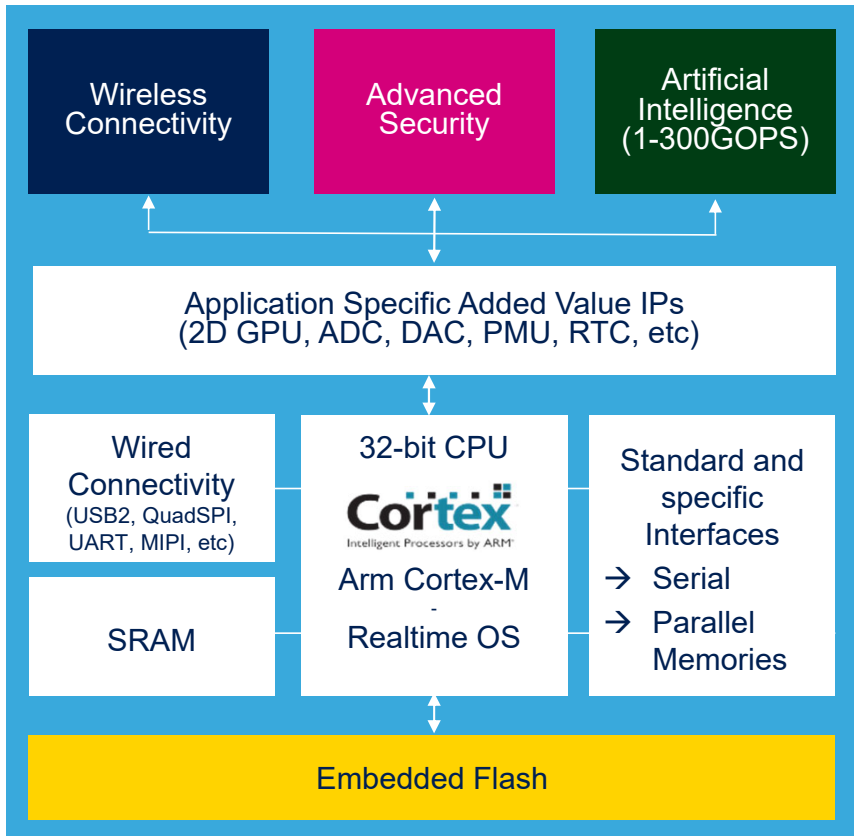 Wireless
Connectivity
Advanced
Security
Artificial
Intelligence
(1-300GOPS)
Application Specific Added Value IPs
(2D GPU, ADC, DAC, PMU, RTC, etc)
Wired
Connectivity
(USB2, QuadSPI,
UART, MIPI, etc)
SRAM
32-bit CPU
Cortex
Intelligent Processors by ARM
Arm Cortex-M
-
Realtime OS
Standard and
specific
Interfaces
→ Serial
→ Parallel
Memories
Embedded Flash